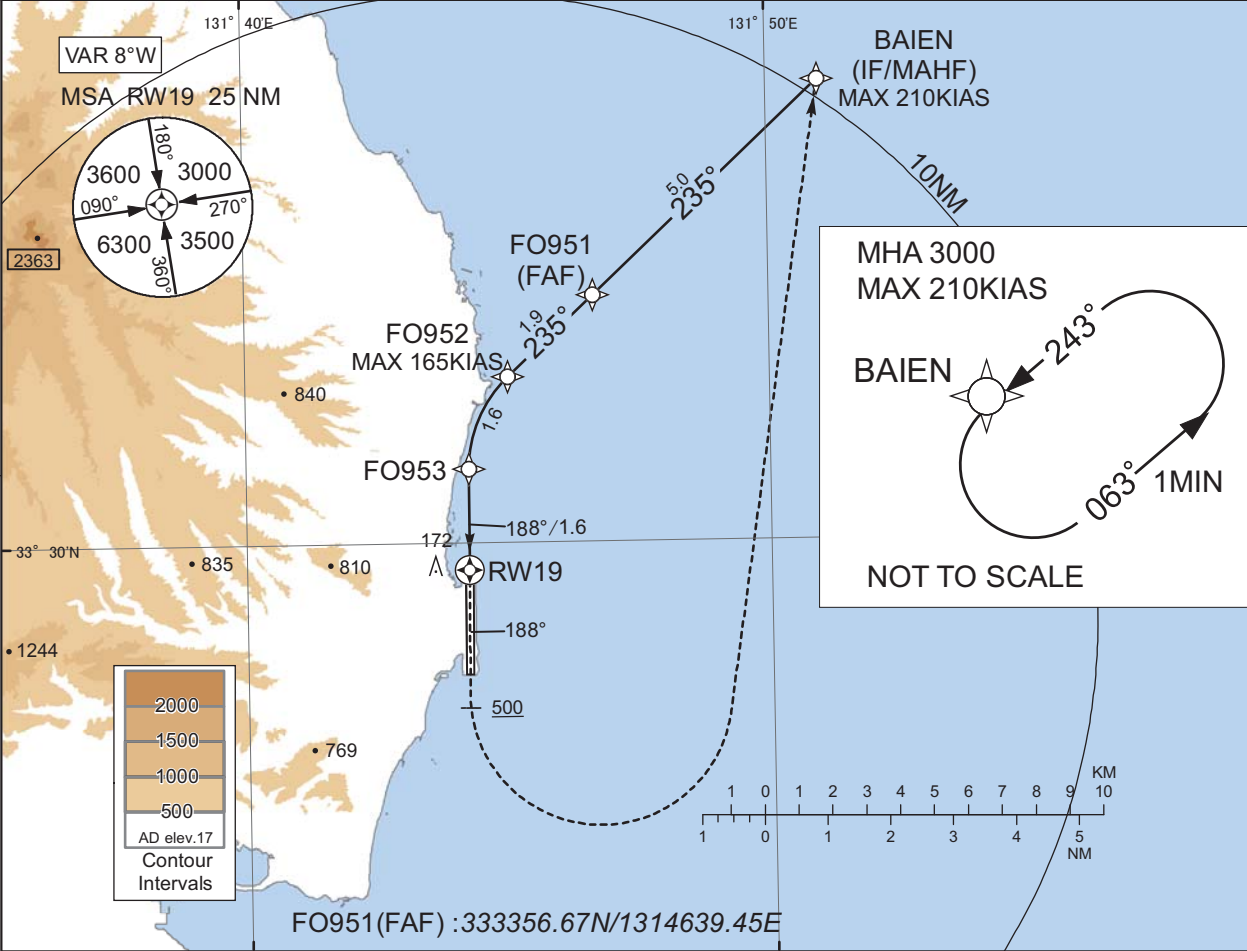 131° 40'E
131° 50'E
VAR 8°W
MSA RW19 25 NM
180°
3600
3000
090°
270°
6300
3500
360°
2363
BAIEN
(IF/MAHF)
MAX 210KIAS
10NM
5.0
235°
FO951
(FAF)
1.9
235°
FO952
MAX 165KIAS
1.6
FO953
188°/1.6
172
RW19
188°
500
840
33° 30'N
835
810
1244
769
MHA 3000
MAX 210KIAS
243°
BAIEN
063°
1MIN
NOT TO SCALE
2000
1500
1000
500
AD elev.17
Contour
Intervals
KM
1 0 1 2 3 4 5 6 7 8 9 10
1 0 1 2 3 4 5
NM
FO951(FAF) :333356.67N/1314639.45E